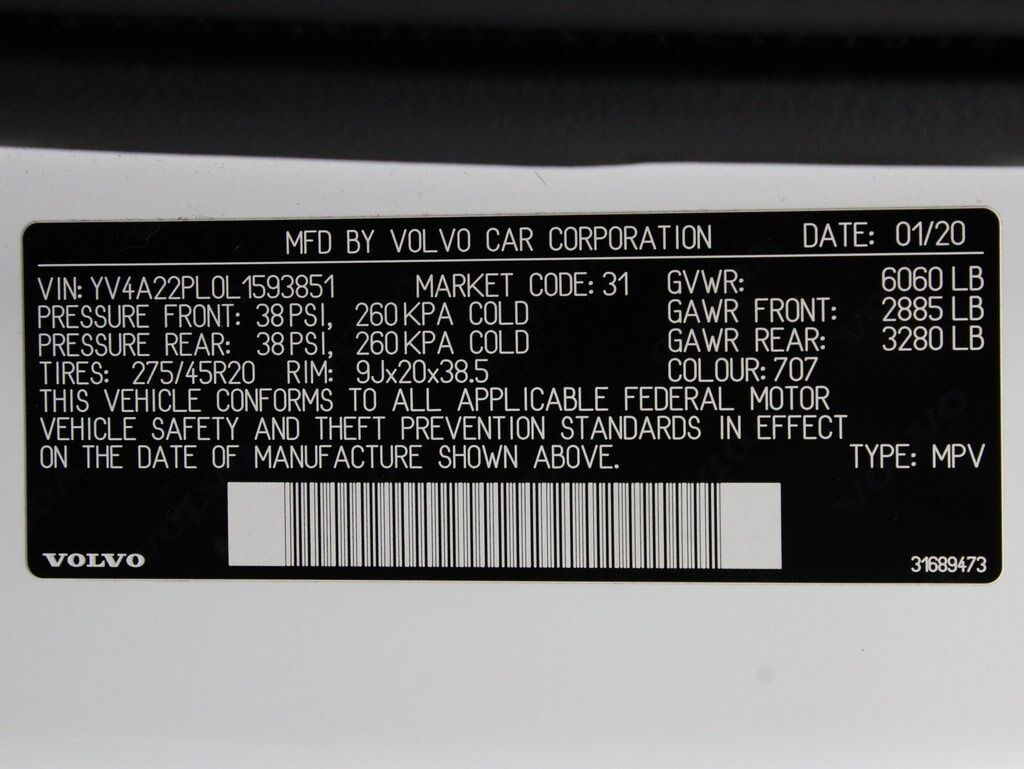 MFD BY VOLVO CAR CORPORATION DATE: 01/20
VIN: YV4A22PL0L1593851 MARKET CODE: 31 GVWR: 6060 LB
PRESSURE FRONT: 38 PSI, 260 KPA COLD GAWR FRONT: 2885 LB
PRESSURE REAR: 38 PSI, 260 KPA COLD GAWR REAR: 3280 LB
TIRES: 275/45R20 RIM: 9Jx20x38.5 COLOUR: 707
THIS VEHICLE CONFORMS TO ALL APPLICABLE FEDERAL MOTOR
VEHICLE SAFETY AND THEFT PREVENTION STANDARDS IN EFFECT
ON THE DATE OF MANUFACTURE SHOWN ABOVE. TYPE: MPV
VOLVO 31689473